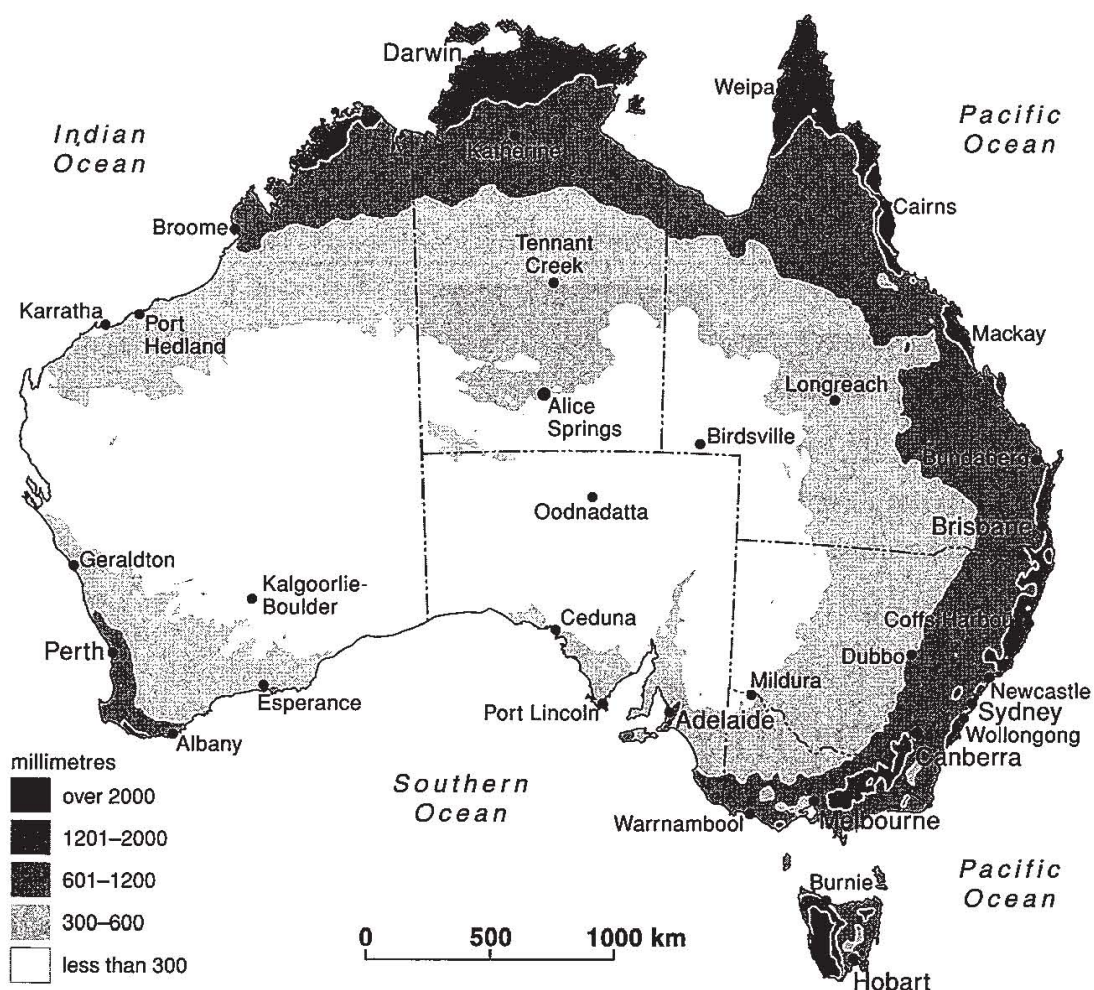 Darwin
Weipa
Pacific
Ocean
Indian
Ocean
Katherine
Cairns
Broome
Tennant
Creek
Karratha
Port
Hedland
Mackay
Longreach
Alice
Springs
Birdsville
Bundaberg
Oodnadatta
Brisbane
Geraldton
Kalgoorlie-
Boulder
Ceduna
Coffs Harbour
Perth
Dubbo
Mildura
Newcastle
Esperance
Port Lincoln
Adelaide
Sydney
Wollongong
Albany
Canberra
millimetres
over 2000
1201–2000
601–1200
300–600
less than 300
Southern
Ocean
Warrnambool
Melbourne
Pacific
Ocean
Burnie
0 500 1000 km
Hobart